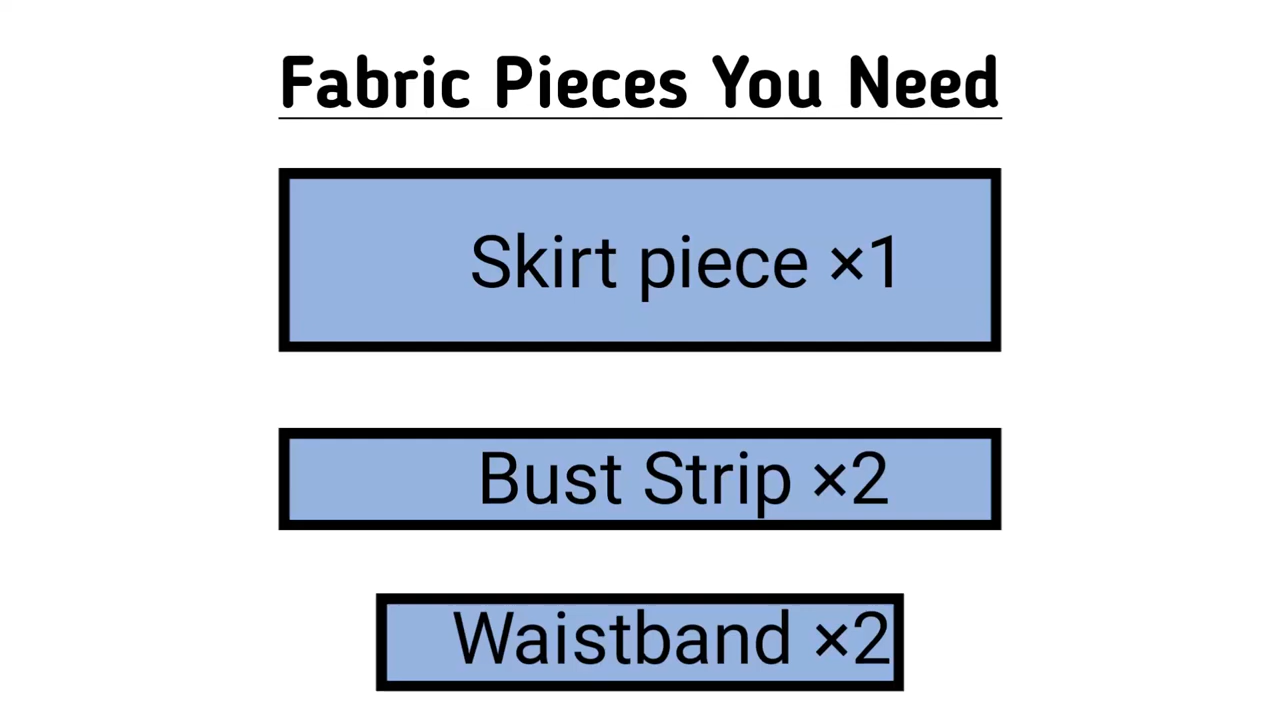 Fabric Pieces You Need
Skirt piece ×1
Bust Strip ×2
Waistband ×2